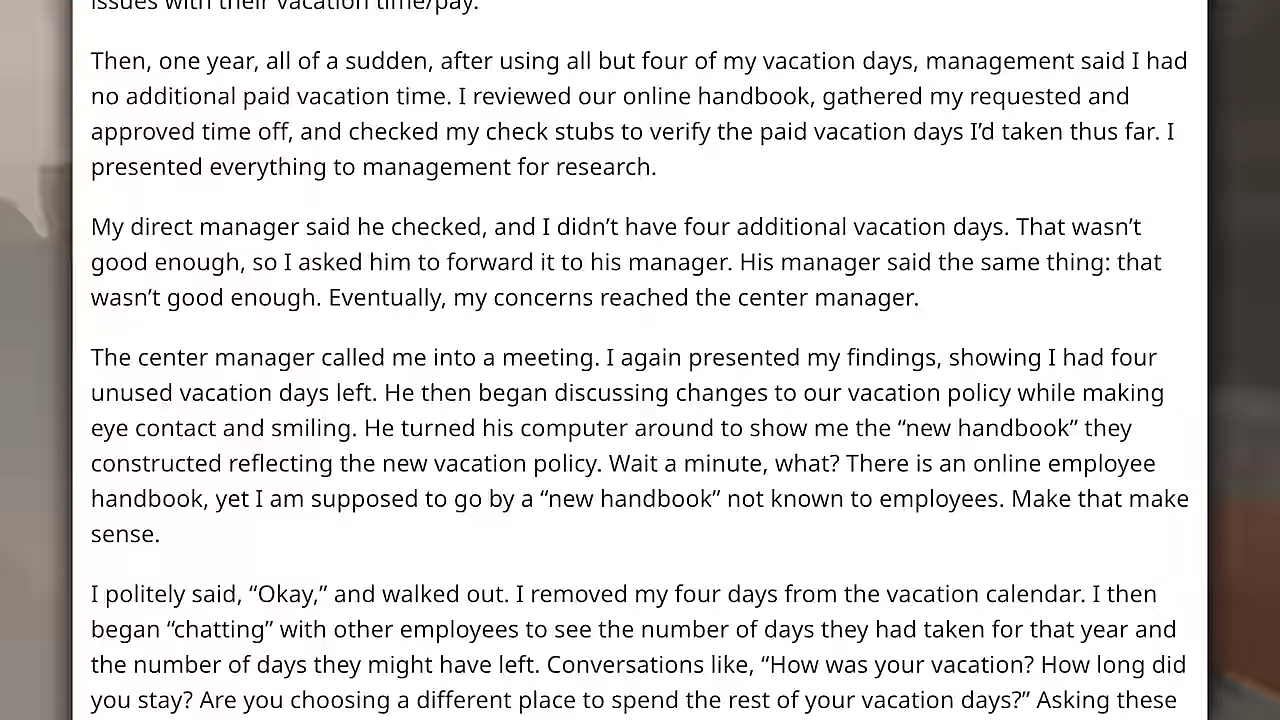 issues with their vacation time/pay.
Then, one year, all of a sudden, after using all but four of my vacation days, management said I had
no additional paid vacation time. I reviewed our online handbook, gathered my requested and
approved time off, and checked my check stubs to verify the paid vacation days I’d taken thus far. I
presented everything to management for research.
My direct manager said he checked, and I didn’t have four additional vacation days. That wasn’t
good enough, so I asked him to forward it to his manager. His manager said the same thing: that
wasn’t good enough. Eventually, my concerns reached the center manager.
The center manager called me into a meeting. I again presented my findings, showing I had four
unused vacation days left. He then began discussing changes to our vacation policy while making
eye contact and smiling. He turned his computer around to show me the “new handbook” they
constructed reflecting the new vacation policy. Wait a minute, what? There is an online employee
handbook, yet I am supposed to go by a “new handbook” not known to employees. Make that make
sense.
I politely said, “Okay,” and walked out. I removed my four days from the vacation calendar. I then
began “chatting” with other employees to see the number of days they had taken for that year and
the number of days they might have left. Conversations like, “How was your vacation? How long did
you stay? Are you choosing a different place to spend the rest of your vacation days?” Asking these